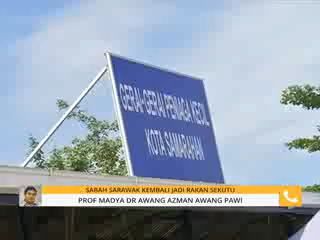 GERAI-GERAI PENIAGA KECIL
KOTA SAMARAHAN
SABAH SARAWAK KEMBALI JADI RAKAN SEKUTU
PROF MADYA DR AWANG AZMAN AWANG PAWI